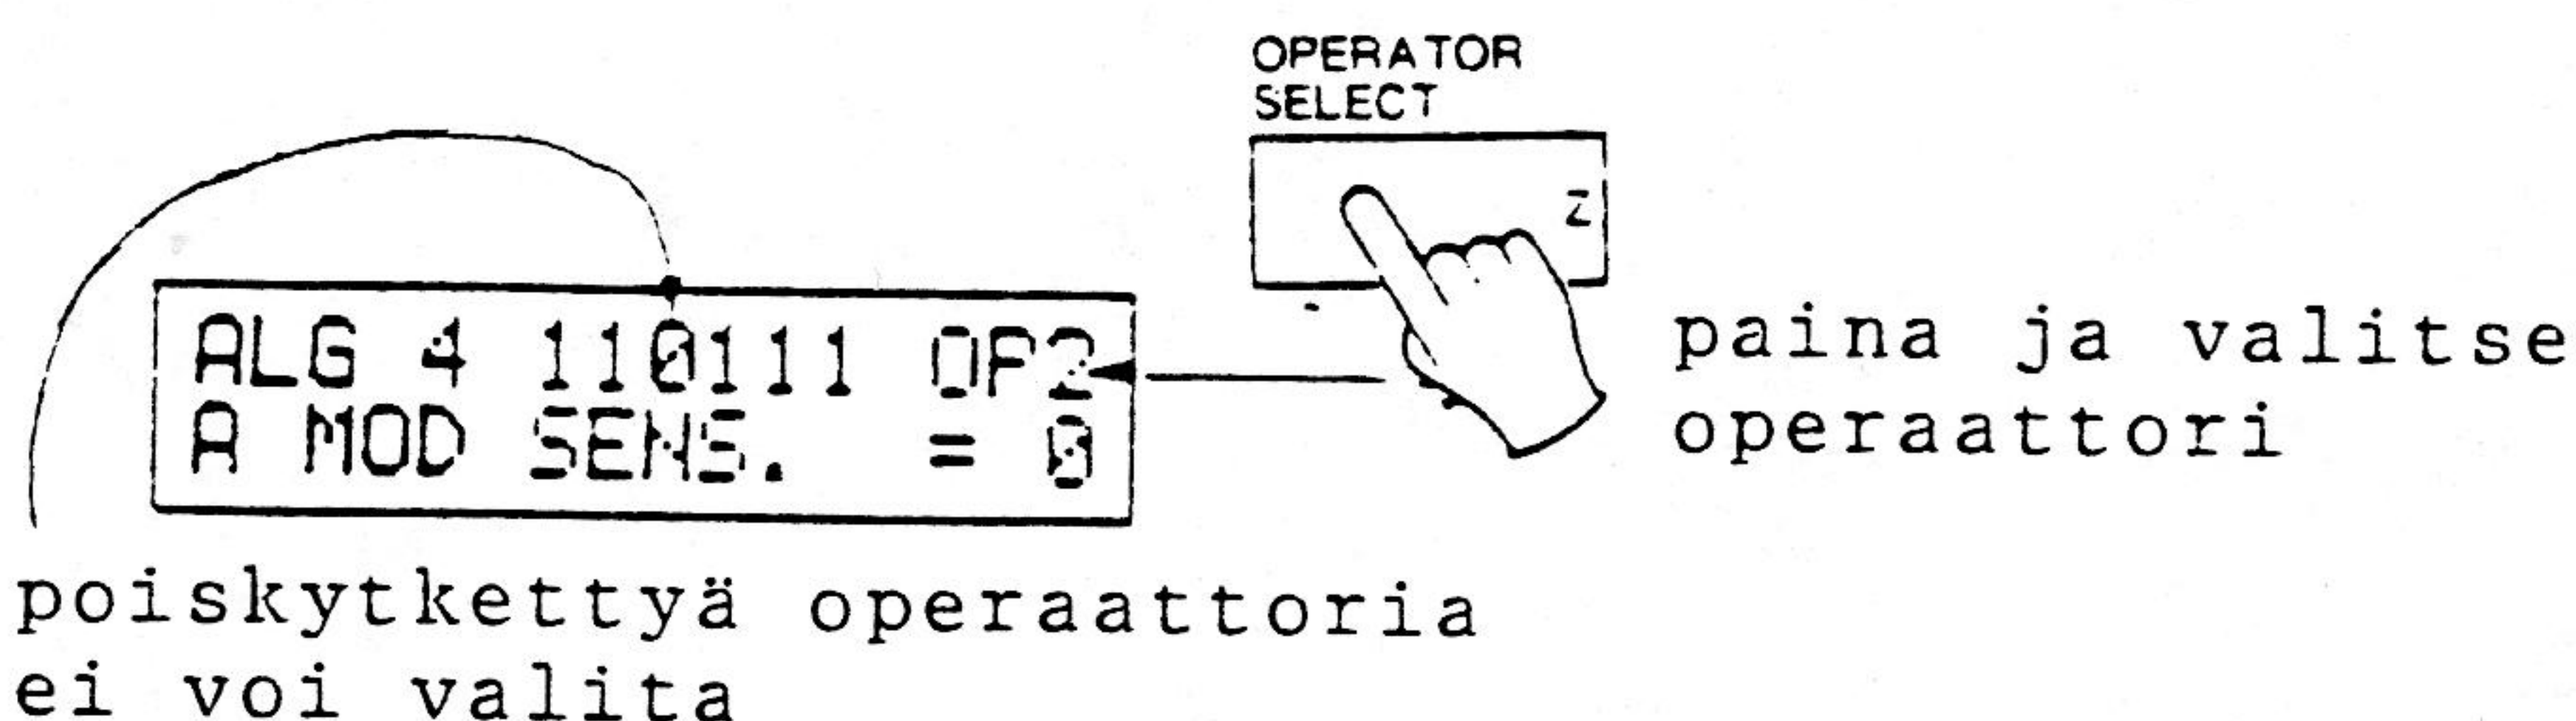 OPERATOR
SELECT
Z
ALG 4 110111 OP2
A MOD SENS. = 0
paina ja valitse
operaattori
poiskytkettyä operaattoria
ei voi valita